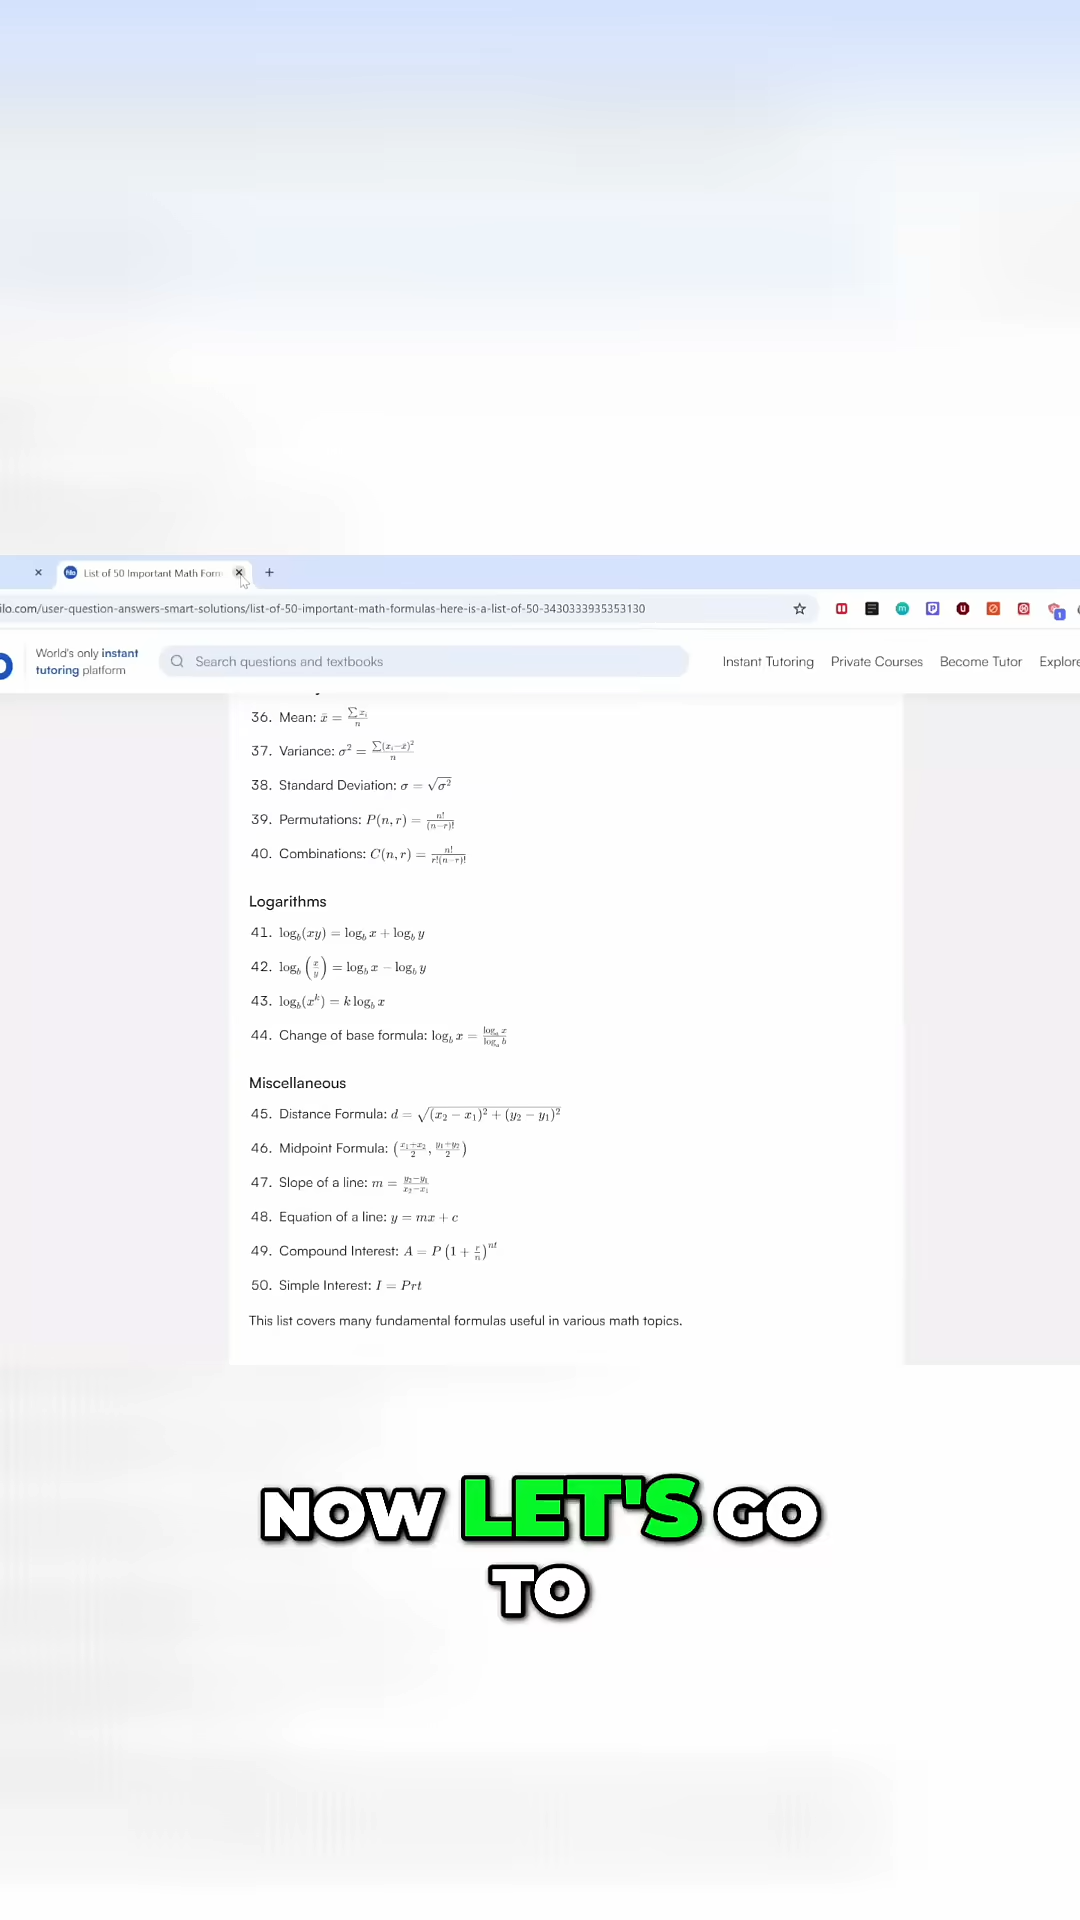 List of 50 Important Math Form
ilo.com/user-question-answers-smart-solutions/list-of-50-important-math-formulas-here-is-a-list-of-50-3430333935353130
World's only instant tutoring platform
Search questions and textbooks
Instant Tutoring Private Courses Become Tutor Explore
36. Mean: x̄ = ∑xᵢ/n
37. Variance: σ² = ∑(xᵢ−x̄)²/n
38. Standard Deviation: σ = √σ²
39. Permutations: P(n, r) = n!/(n−r)!
40. Combinations: C(n, r) = n!/r!(n−r)!
Logarithms
41. log_b(xy) = log_b x + log_b y
42. log_b (x/y) = log_b x − log_b y
43. log_b(x^k) = k log_b x
44. Change of base formula: log_b x = log_a x/log_a b
Miscellaneous
45. Distance Formula: d = √(x₂ − x₁)² + (y₂ − y₁)²
46. Midpoint Formula: (x₁+x₂/2, y₁+y₂/2)
47. Slope of a line: m = y₂−y₁/x₂−x₁
48. Equation of a line: y = mx + c
49. Compound Interest: A = P (1 + r/n)^nt
50. Simple Interest: I = Prt
This list covers many fundamental formulas useful in various math topics.
NOW LET'S GO
TO